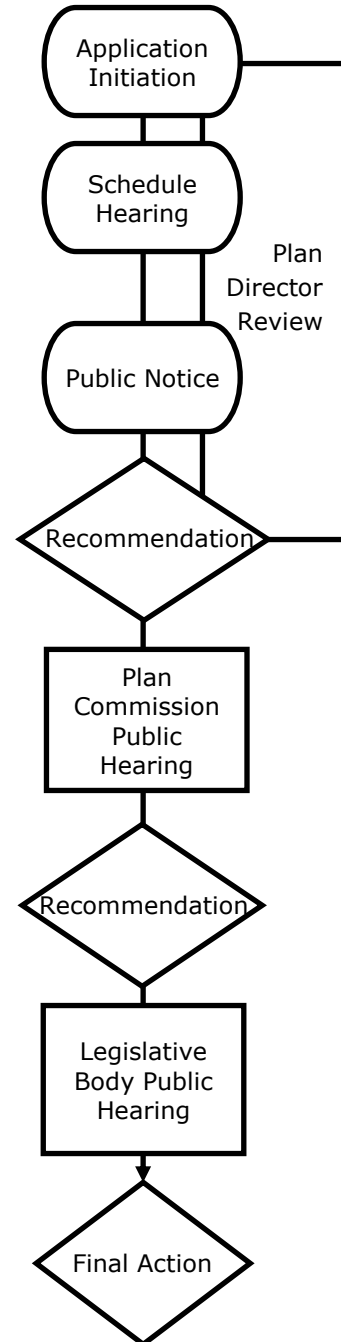 Application
Initiation
Schedule
Hearing
Plan
Director
Review
Public Notice
Recommendation
Plan
Commission
Public
Hearing
Recommendation
Legislative
Body Public
Hearing
Final Action